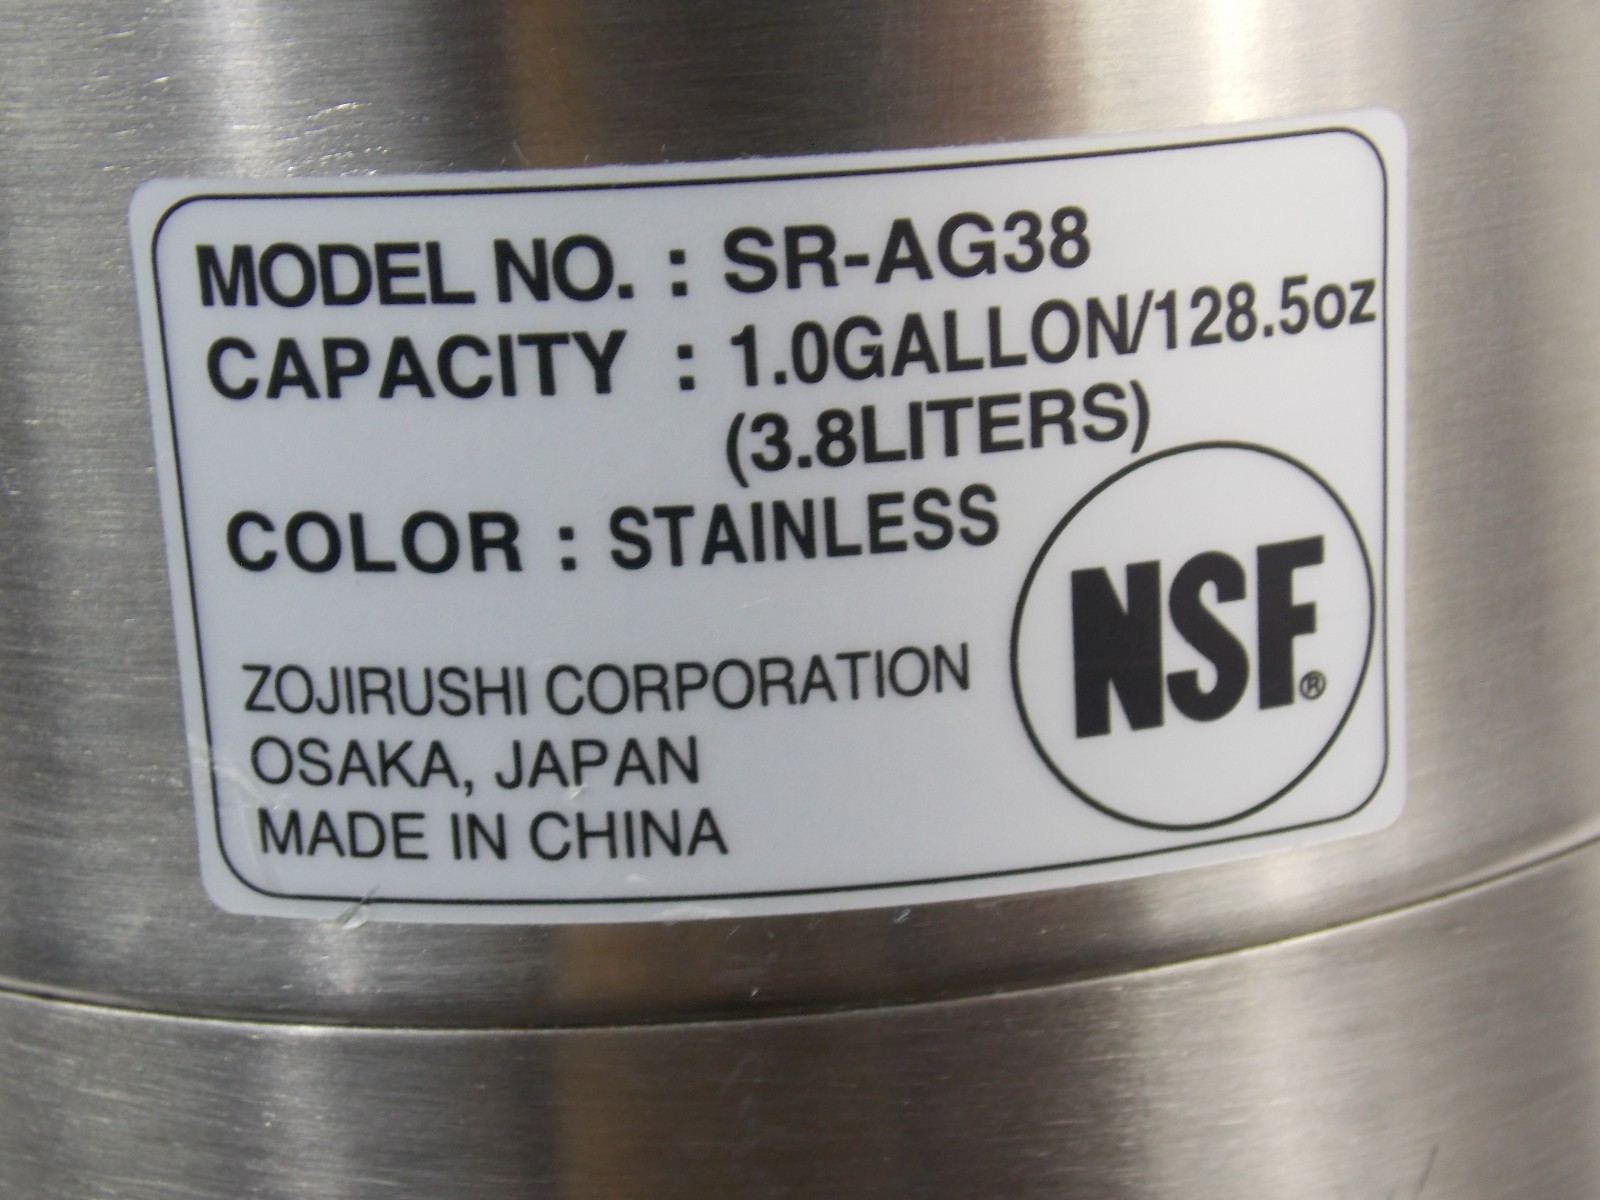 MODEL NO. : SR-AG38
CAPACITY : 1.0GALLON/128.5oz
(3.8LITERS)
COLOR : STAINLESS
NSF®
ZOJIRUSHI CORPORATION
OSAKA, JAPAN
MADE IN CHINA